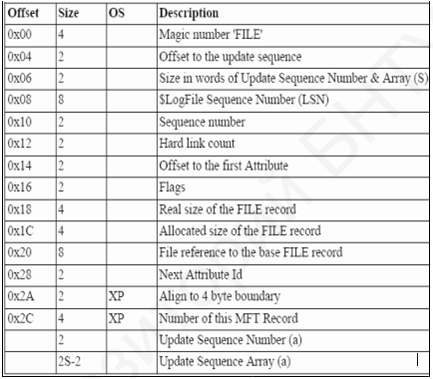 Offset Size OS Description
0x00 4 Magic number 'FILE'
0x04 2 Offset to the update sequence
0x06 2 Size in words of Update Sequence Number & Array (S)
0x08 8 $LogFile Sequence Number (LSN)
0x10 2 Sequence number
0x12 2 Hard link count
0x14 2 Offset to the first Attribute
0x16 2 Flags
0x18 4 Real size of the FILE record
0x1C 4 Allocated size of the FILE record
0x20 8 File reference to the base FILE record
0x28 2 Next Attribute Id
0x2A 2 XP Align to 4 byte boundary
0x2C 4 XP Number of this MFT Record
2 Update Sequence Number (a)
2S-2 Update Sequence Array (a)